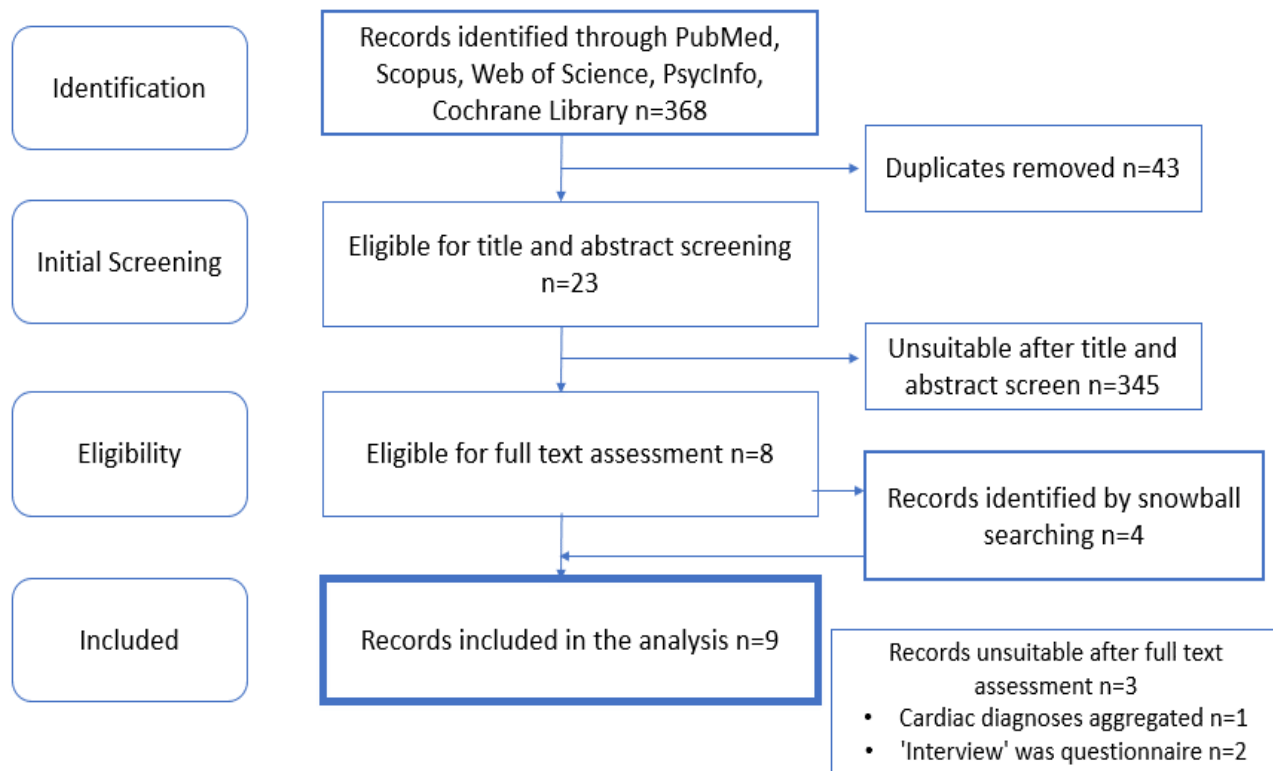 Identification
Records identified through PubMed,
Scopus, Web of Science, PsycInfo,
Cochrane Library n=368
Duplicates removed n=43
Initial Screening
Eligible for title and abstract screening
n=23
Unsuitable after title and
abstract screen n=345
Eligibility
Eligible for full text assessment n=8
Records identified by snowball
searching n=4
Included
Records included in the analysis n=9
Records unsuitable after full text
assessment n=3
• Cardiac diagnoses aggregated n=1
• 'Interview' was questionnaire n=2